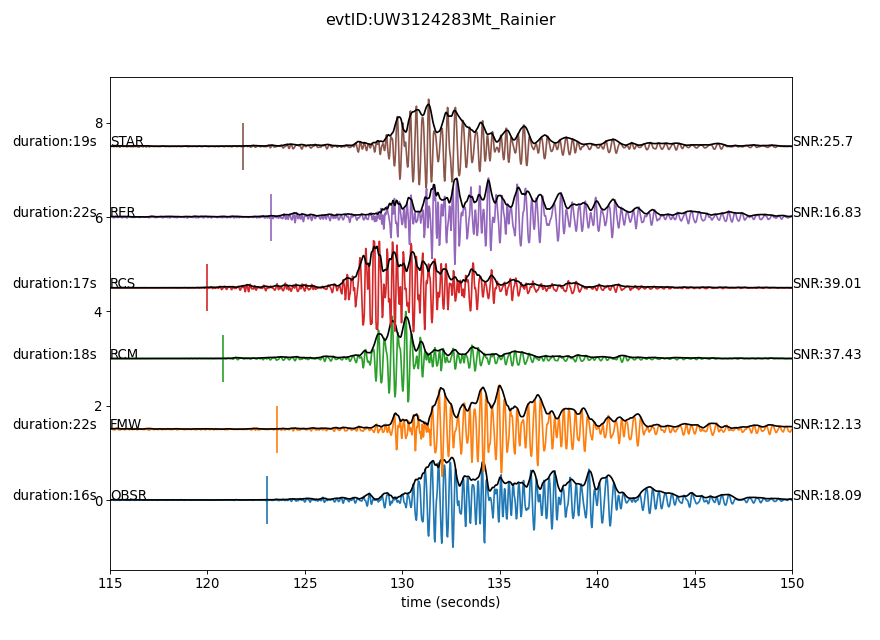 evtID:UW3124283Mt_Rainier
8
duration:19s STAR SNR:25.7
duration:22s RER SNR:16.83
6
duration:17s RCS SNR:39.01
4
duration:18s RCM SNR:37.43
2
duration:22s FMW SNR:12.13
duration:16s OBSR SNR:18.09
0
115 120 125 130 135 140 145 150
time (seconds)